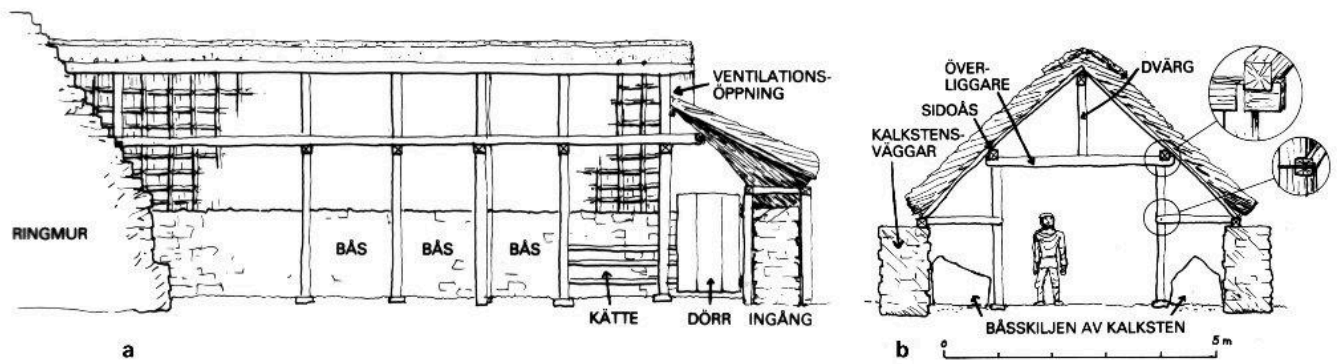 RINGMUR
BÅS
BÅS
BÅS
KÄTTE
DÖRR
INGÅNG
VENTILATIONS-
ÖPPNING
a
ÖVER-
LIGGARE
SIDOÅS
KALKSTENS-
VÄGGAR
DVÄRG
BÅSSKILJEN AV KALKSTEN
b
0
5 m